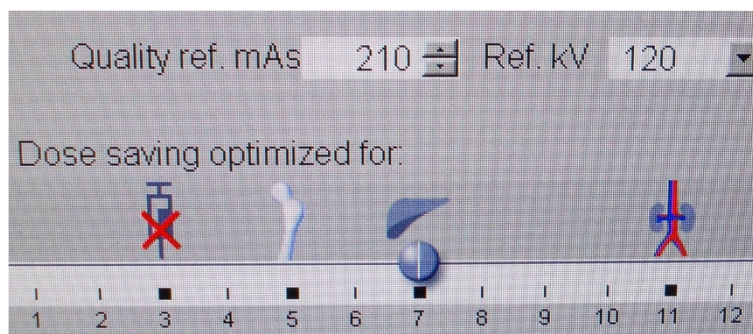 Quality ref. mAs 210 Ref. kV 120
Dose saving optimized for:
1 2 3 4 5 6 7 8 9 10 11 12